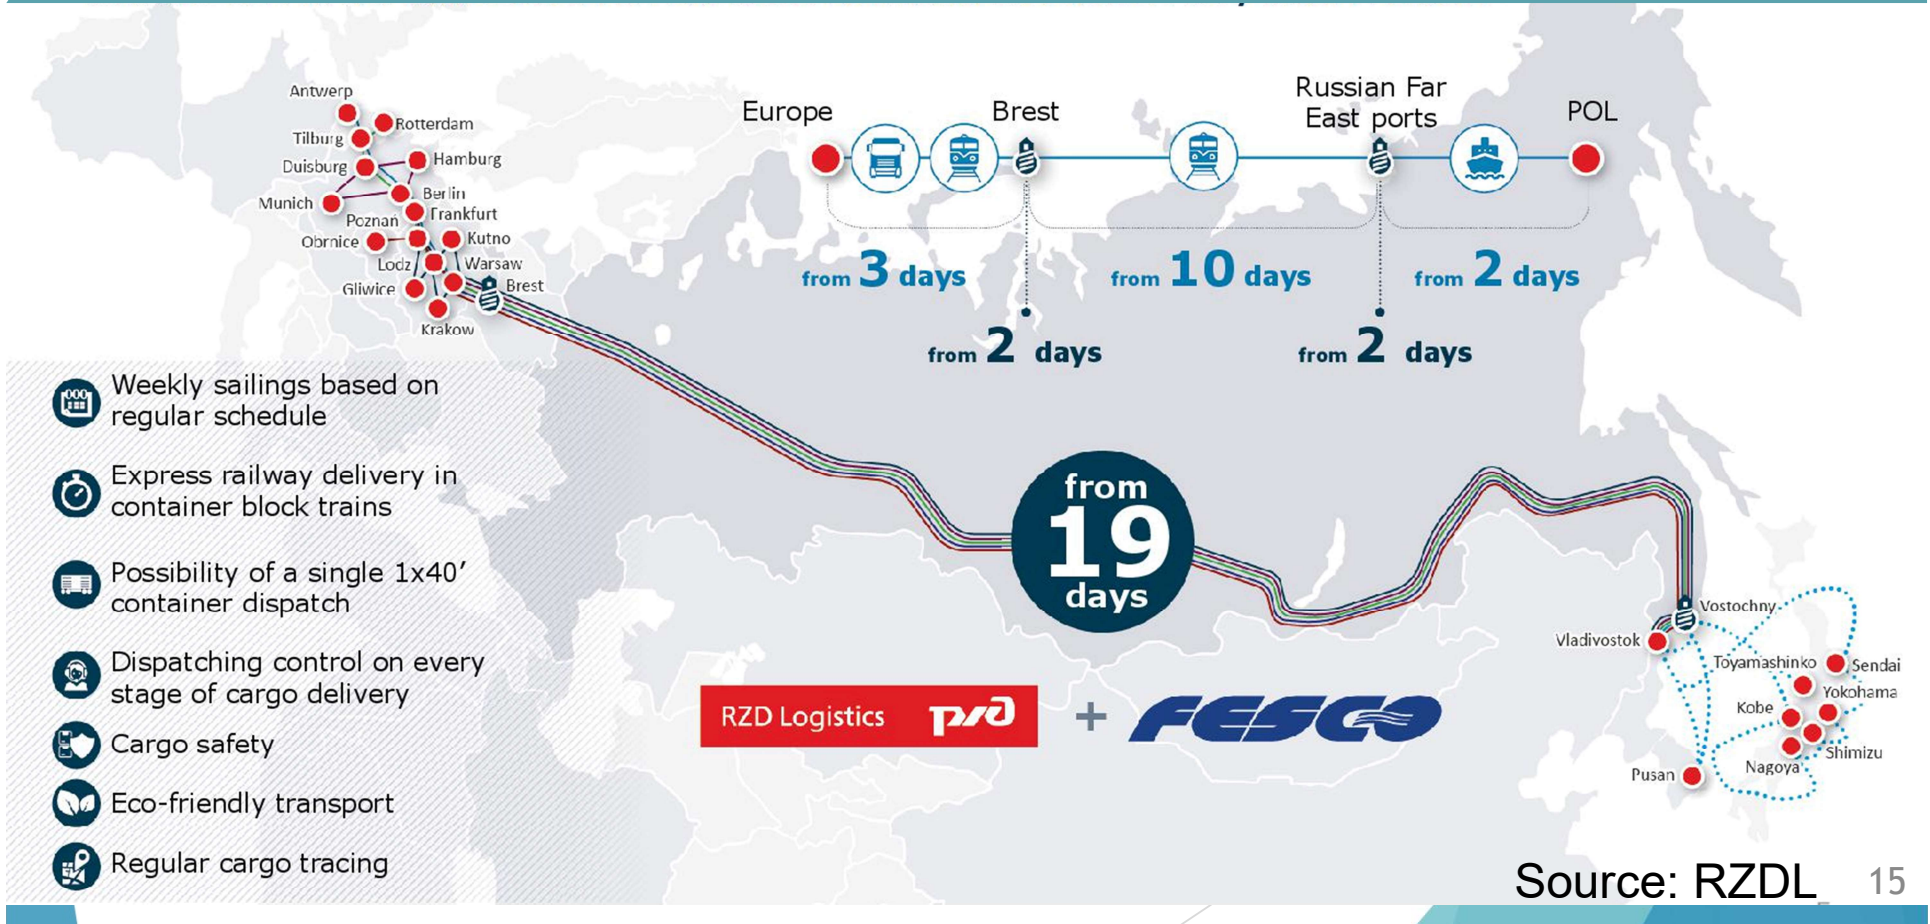 Europe
Brest
Russian Far
East ports
POL
from 3 days
from 10 days
from 2 days
from 2 days
from 2 days
Antwerp
Rotterdam
Tilburg
Duisburg
Hamburg
Munich
Berlin
Poznań
Frankfurt
Obrnice
Kutno
Lodz
Warsaw
Gliwice
Brest
Krakow
Weekly sailings based on
regular schedule
Express railway delivery in
container block trains
Possibility of a single 1x40’
container dispatch
Dispatching control on every
stage of cargo delivery
Cargo safety
Eco-friendly transport
Regular cargo tracing
from
19
days
RZD Logistics ржд
+
FESCO
Vostochny
Vladivostok
Toyamashinko
Sendai
Yokohama
Kobe
Shimizu
Nagoya
Pusan
Source: RZDL
15